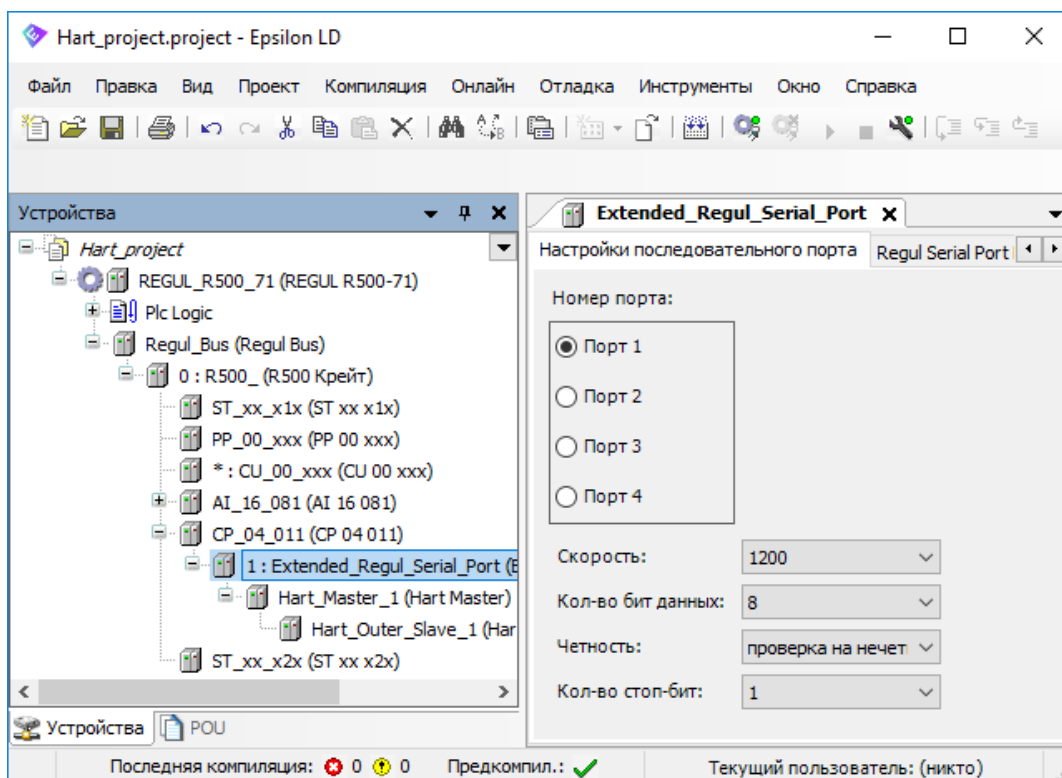 Hart_project.project - Epsilon LD
Файл Правка Вид Проект Компиляция Онлайн Отладка Инструменты Окно Справка
Устройства
Hart_project
REGUL_R500_71 (REGUL R500-71)
Plc Logic
Regul_Bus (Regul Bus)
0 : R500_ (R500 Крейт)
ST_xx_x1x (ST xx x1x)
PP_00_xxx (PP 00 xxx)
* : CU_00_xxx (CU 00 xxx)
AI_16_081 (AI 16 081)
CP_04_011 (CP 04 011)
1 : Extended_Regul_Serial_Port (E
Hart_Master_1 (Hart Master)
Hart_Outer_Slave_1 (Har
ST_xx_x2x (ST xx x2x)
Устройства POU
Extended_Regul_Serial_Port
Настройки последовательного порта Regul Serial Port
Номер порта:
Порт 1
Порт 2
Порт 3
Порт 4
Скорость: 1200
Кол-во бит данных: 8
Четность: проверка на нечет
Кол-во стоп-бит: 1
Последняя компиляция: 0 0 Предкомпил.: Текущий пользователь: (никто)